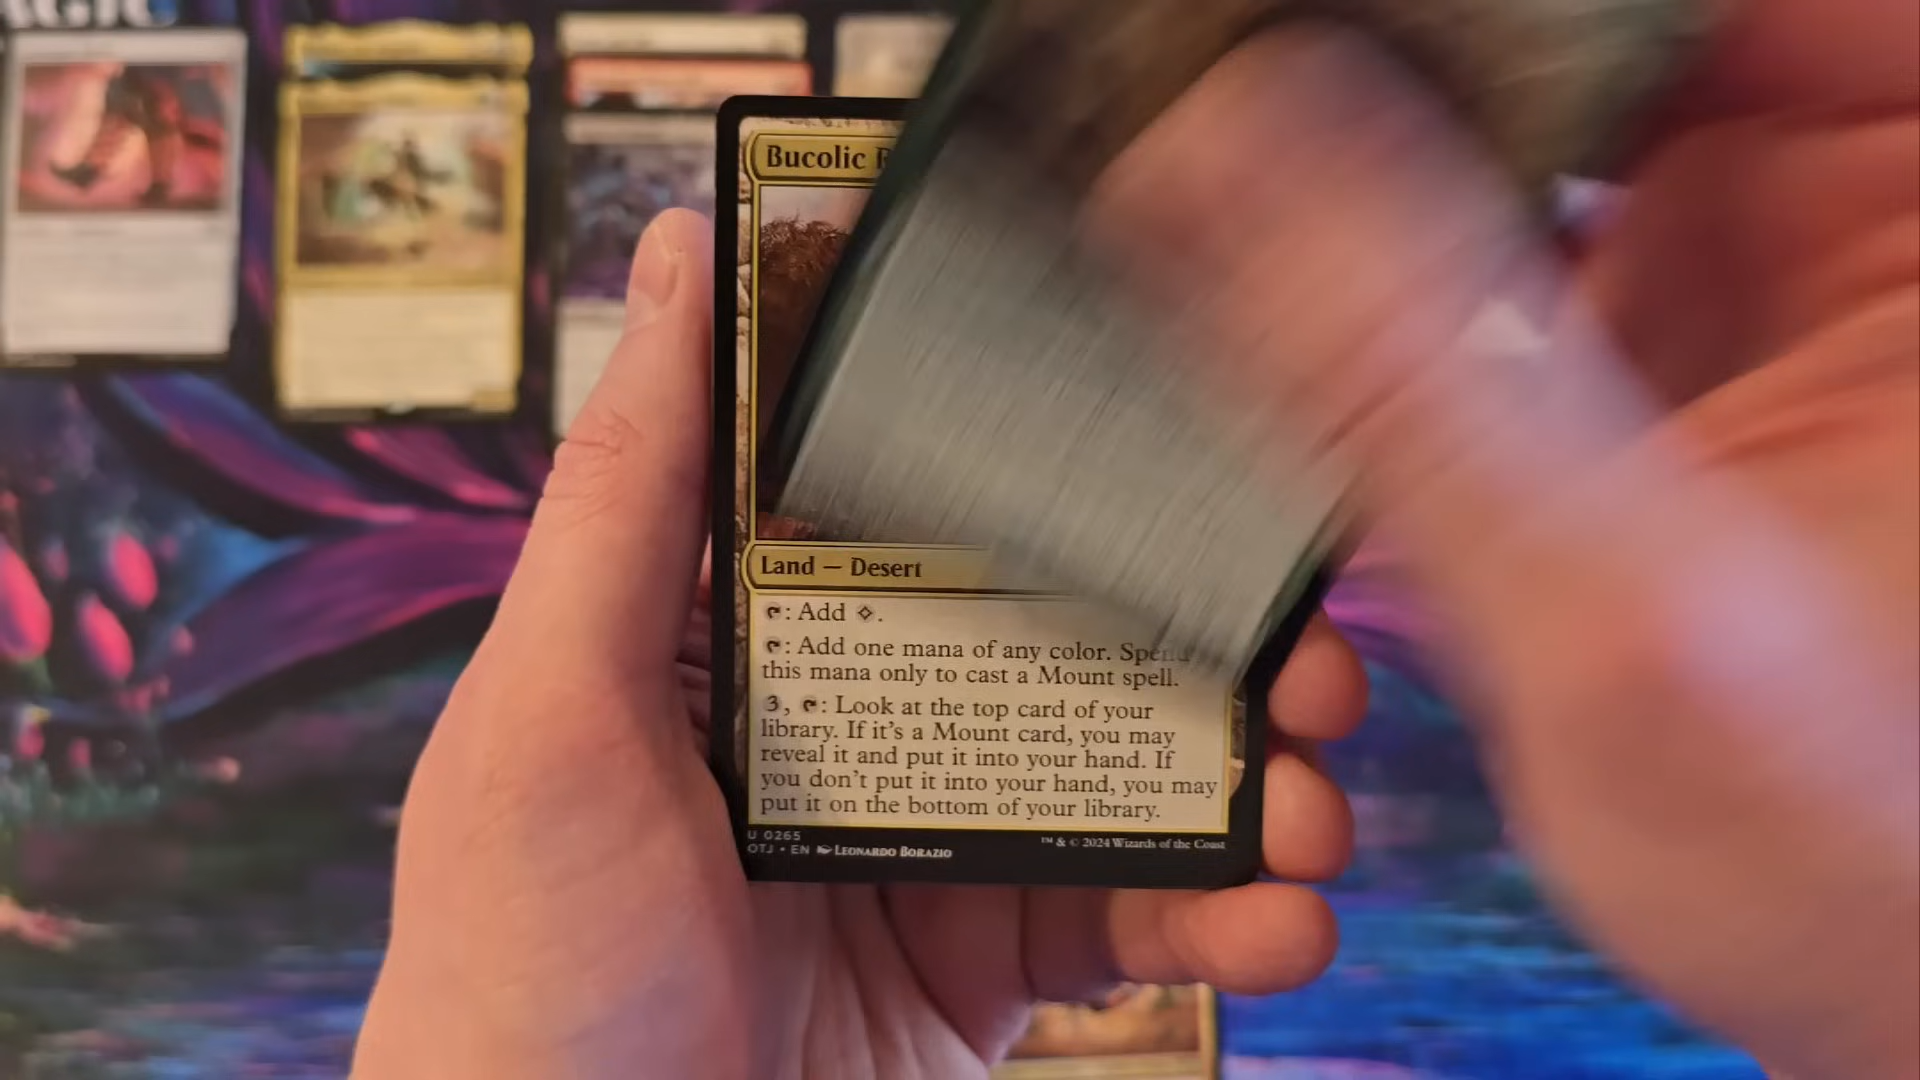 Bucolic
Land — Desert
: Add .
: Add one mana of any color. Spend
this mana only to cast a Mount spell.
3, : Look at the top card of your
library. If it's a Mount card, you may
reveal it and put it into your hand. If
you don't put it into your hand, you may
put it on the bottom of your library.
U 0265
OTJ • EN LEONARDO BORAZIO
™ & © 2024 Wizards of the Coast